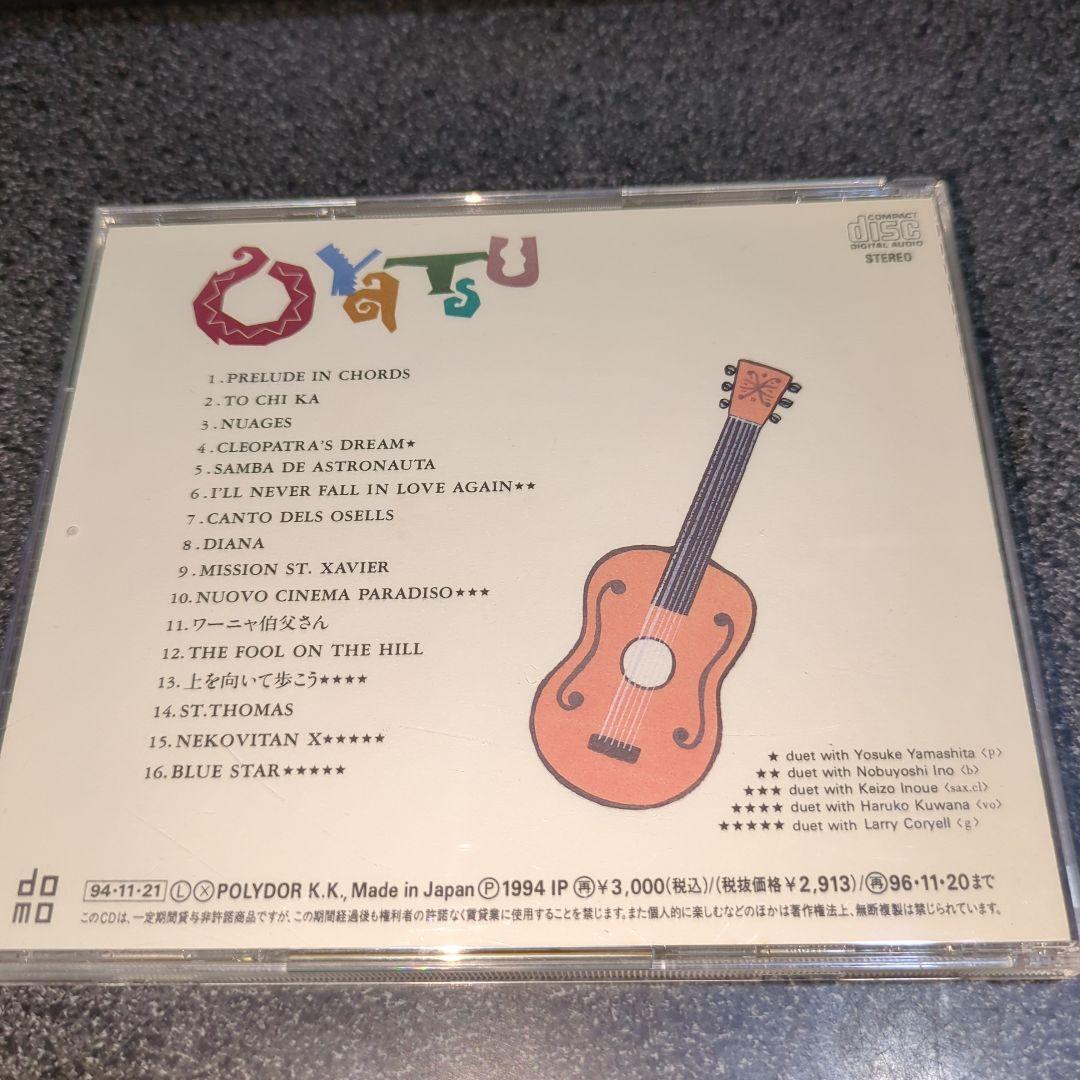 OYATSU
COMPACT
disc
DIGITAL AUDIO
STEREO
1.PRELUDE IN CHORDS
2.TO CHI KA
3.NUAGES
4.CLEOPATRA'S DREAM★
5.SAMBA DE ASTRONAUTA
6.I'LL NEVER FALL IN LOVE AGAIN★★
7.CANTO DELS OSELLS
8.DIANA
9.MISSION ST. XAVIER
10.NUOVO CINEMA PARADISO★★★
11.ワーニャ伯父さん
12.THE FOOL ON THE HILL
13.上を向いて歩こう★★★★
14.ST.THOMAS
15.NEKOVITAN X★★★★★
16.BLUE STAR★★★★★
★ duet with Yosuke Yamashita〈p〉
★★ duet with Nobuyoshi Ino〈b〉
★★★ duet with Keizo Inoue〈sax.cl〉
★★★★ duet with Haruko Kuwana〈vo〉
★★★★★ duet with Larry Coryell〈g〉
do
mo
94・11・21 Ⓛ Ⓧ POLYDOR K.K., Made in Japan Ⓟ 1994 IP ㊢¥3,000(税込)/(税抜価格¥2,913)/㊢96・11・20まで
このCDは、一定期間貸与非許諾商品ですが、この期間経過後も権利者の許諾なく賃貸業に使用することを禁じます。また個人的に楽しむなどのほかは著作権法上、無断複製は禁じられています。